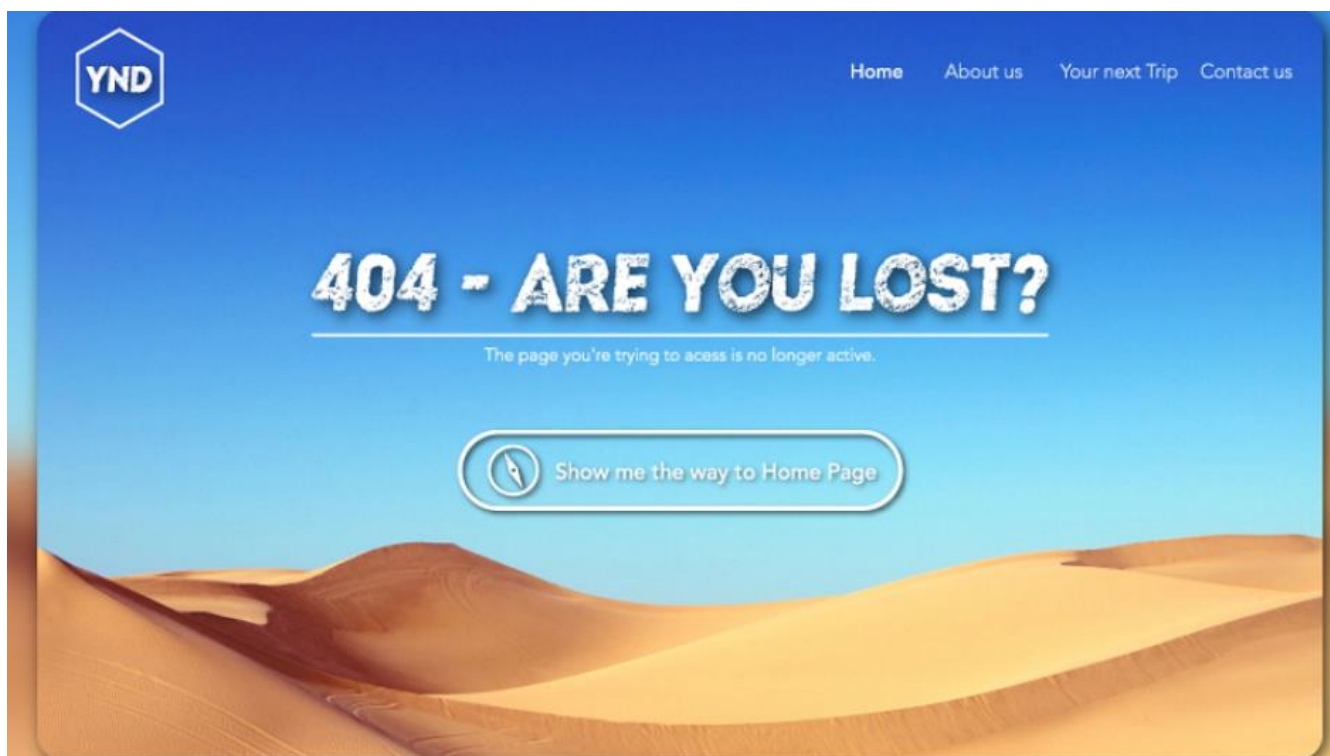 YND
Home About us Your next Trip Contact us
404 - ARE YOU LOST?
The page you're trying to acess is no longer active.
Show me the way to Home Page